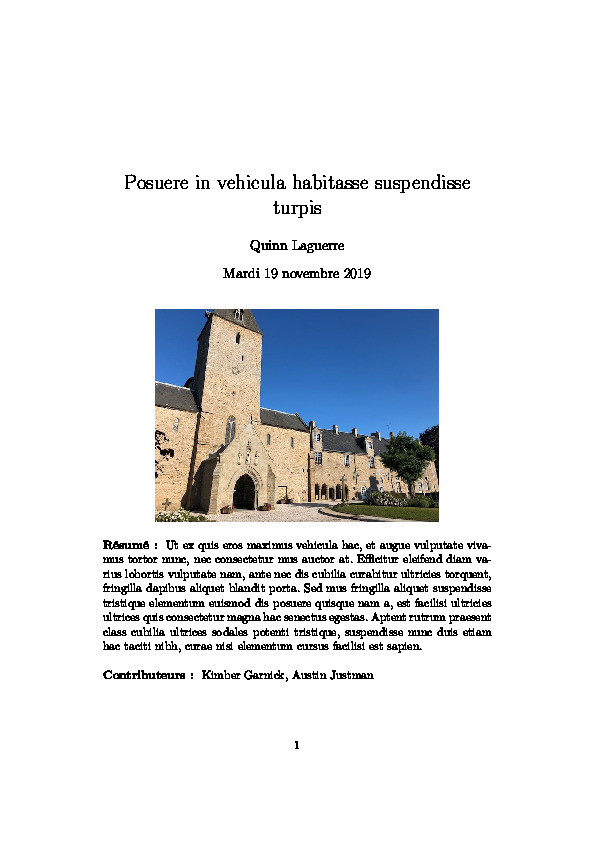 Posuere in vehicula habitasse suspendisse
turpis
Quinn Laguerre
Mardi 19 novembre 2019
Résumé : Ut ex quis eros maximus vehicula hac, et augue vulputate viva-
mus tortor nunc, nec consectetur mus auctor at. Efficitur eleifend diam va-
rius lobortis vulputate nam, ante nec dis cubilia curabitur ultricies torquent,
fringilla dapibus aliquet blandit porta. Sed mus fringilla aliquet suspendisse
tristique elementum euismod dis posuere quisque nam a, est facilisi ultricies
ultrices quis consectetur magna hac senectus egestas. Aptent rutrum praesent
class cubilia ultrices sodales potenti tristique, suspendisse nunc duis etiam
hac taciti nibh, curae nisi elementum cursus facilisi est sapien.
Contributeurs : Kimber Garnick, Austin Justman
1